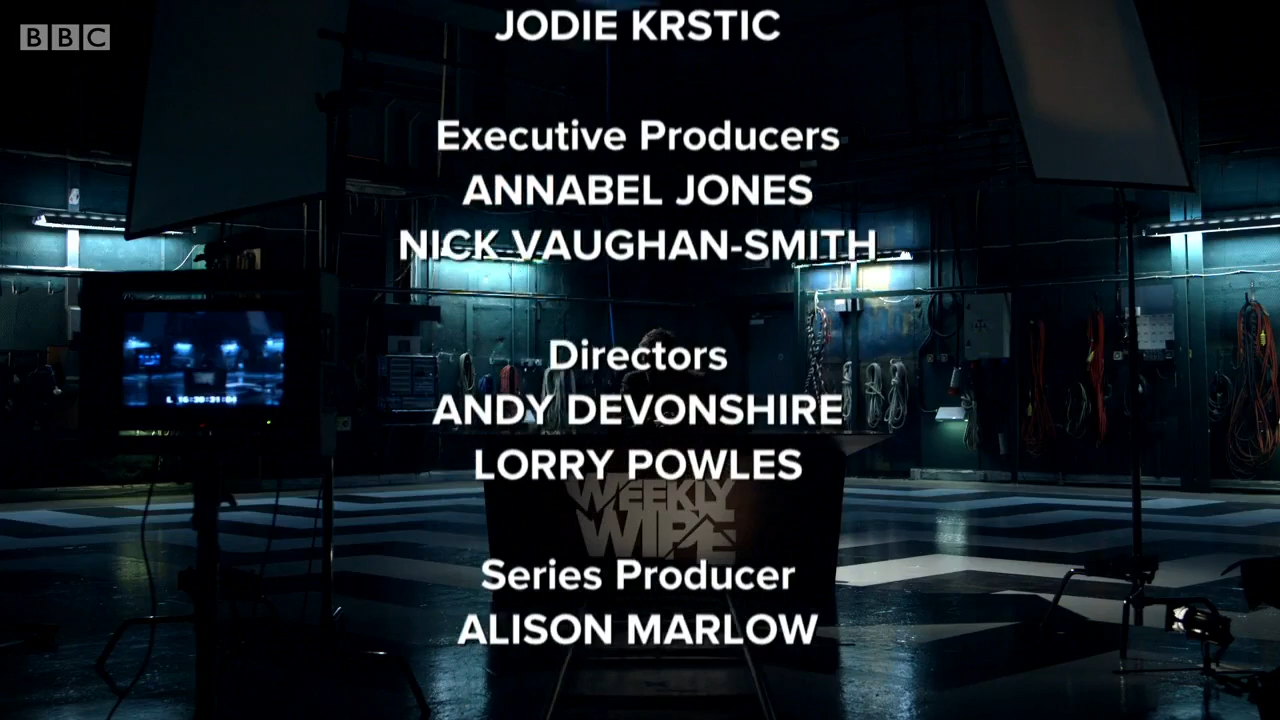 BBC
JODIE KRSTIC
Executive Producers
ANNABEL JONES
NICK VAUGHAN-SMITH
Directors
ANDY DEVONSHIRE
LORRY POWLES
WEEKLY
WIPE
Series Producer
ALISON MARLOW